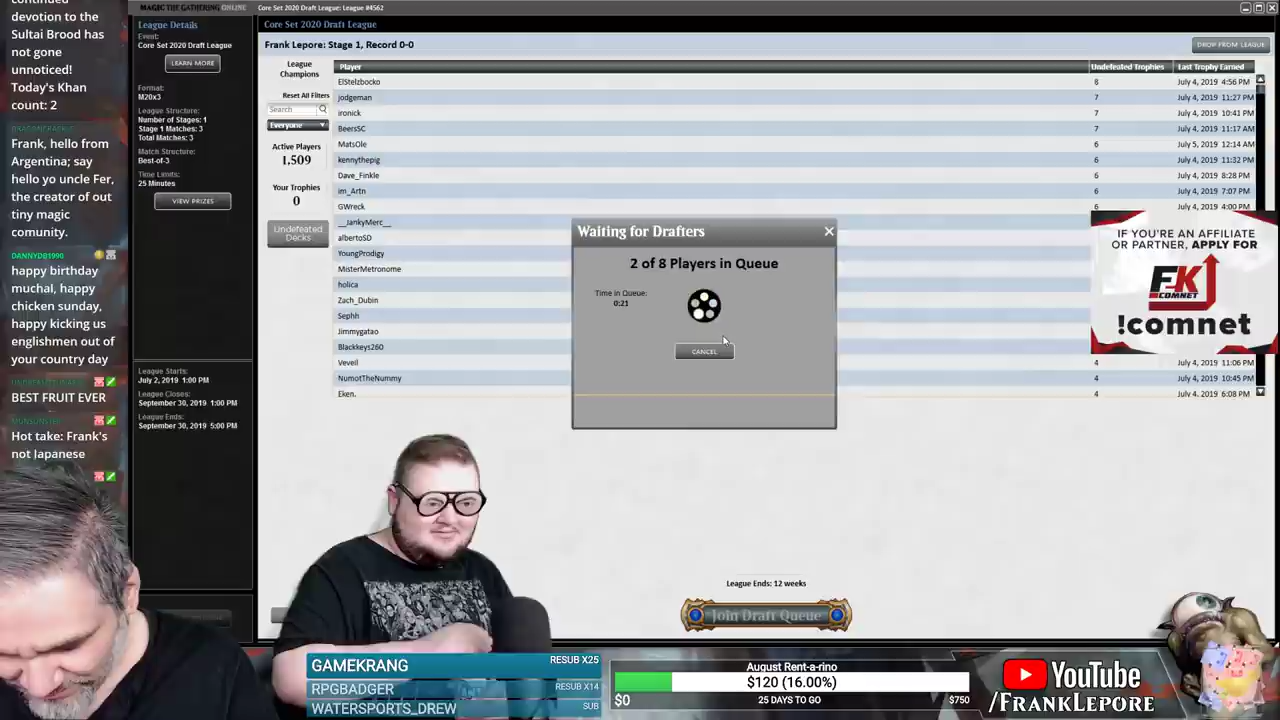 continued
devotion to the
Sultai Brood has
not gone
unnoticed!
Today's Khan
count: 2
Frank, hello from
Argentina; say
hello yo uncle Fer,
the creator of out
tiny magic
comunity.
DANNYDB1990
happy birthday
muchal, happy
chicken sunday,
happy kicking us
englishmen out of
your country day
BEST FRUIT EVER
Hot take: Frank's
not Japanese
MAGIC THE GATHERING ONLINE
Core Set 2020 Draft League: League #4562
League Details
Event:
Core Set 2020 Draft League
LEARN MORE
Format:
M20x3
League Structure:
Number of Stages: 1
Stage 1 Matches: 3
Total Matches: 3
Match Structure:
Best-of-3
Time Limits:
25 Minutes
VIEW PRIZES
League Starts:
July 2, 2019 1:00 PM
League Closes:
September 30, 2019 1:00 PM
League Ends:
September 30, 2019 5:00 PM
Core Set 2020 Draft League
Frank Lepore: Stage 1, Record 0-0
DROP FROM LEAGUE
League
Champions
Reset All Filters
Search
Everyone
Active Players
1,509
Your Trophies
0
Undefeated
Decks
Player Undefeated Trophies Last Trophy Earned
ElStelzbocko 8 July 4, 2019 4:56 PM
jodgeman 7 July 4, 2019 11:27 PM
ironick 7 July 4, 2019 10:41 PM
BeersSC 7 July 4, 2019 11:17 AM
MatsOle 6 July 5, 2019 12:14 AM
kennythepig 6 July 4, 2019 11:32 PM
Dave_Finkle 6 July 4, 2019 8:28 PM
im_Artn 6 July 4, 2019 7:07 PM
GWreck 6 July 4, 2019 4:00 PM
__JankyMerc__
albertoSD
YoungProdigy
MisterMetronome
holica
Zach_Dubin
Sephh
Jimmygatao
Blackkeys260
Veveil 4 July 4, 2019 11:06 PM
NumotTheNummy 4 July 4, 2019 10:45 PM
Eken. 4 July 4, 2019 6:08 PM
Waiting for Drafters
2 of 8 Players in Queue
Time in Queue:
0:21
CANCEL
IF YOU'RE AN AFFILIATE
OR PARTNER, APPLY FOR
FK
COMNET
!comnet
League Ends: 12 weeks
Join Draft Queue
GAMEKRANG RESUB X25
RPGBADGER RESUB X14
WATERSPORTS_DREW SUB
August Rent-a-rino
$120 (16.00%)
$0 25 DAYS TO GO $750
YouTube
/FRANKLEPORE